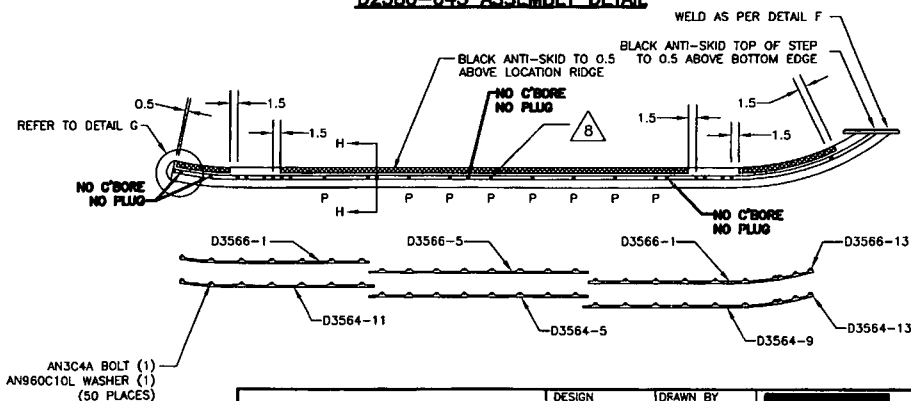 D2580-045 ASSEMBLY DETAIL
WELD AS PER DETAIL F
BLACK ANTI-SKID TO 0.5
ABOVE LOCATION RIDGE
BLACK ANTI-SKID TOP OF STEP
TO 0.5 ABOVE BOTTOM EDGE
NO C'BORE
NO PLUG
0.5
1.5
1.5
8
1.5
1.5
1.5
REFER TO DETAIL G
H
H
NO C'BORE
NO PLUG
P P P P P P P P
NO C'BORE
NO PLUG
D3566-1
D3566-5
D3566-1
D3566-13
D3564-11
D3564-5
D3564-9
D3564-13
AN3C4A BOLT (1)
AN960C10L WASHER (1)
(50 PLACES)
DESIGN
DRAWN BY